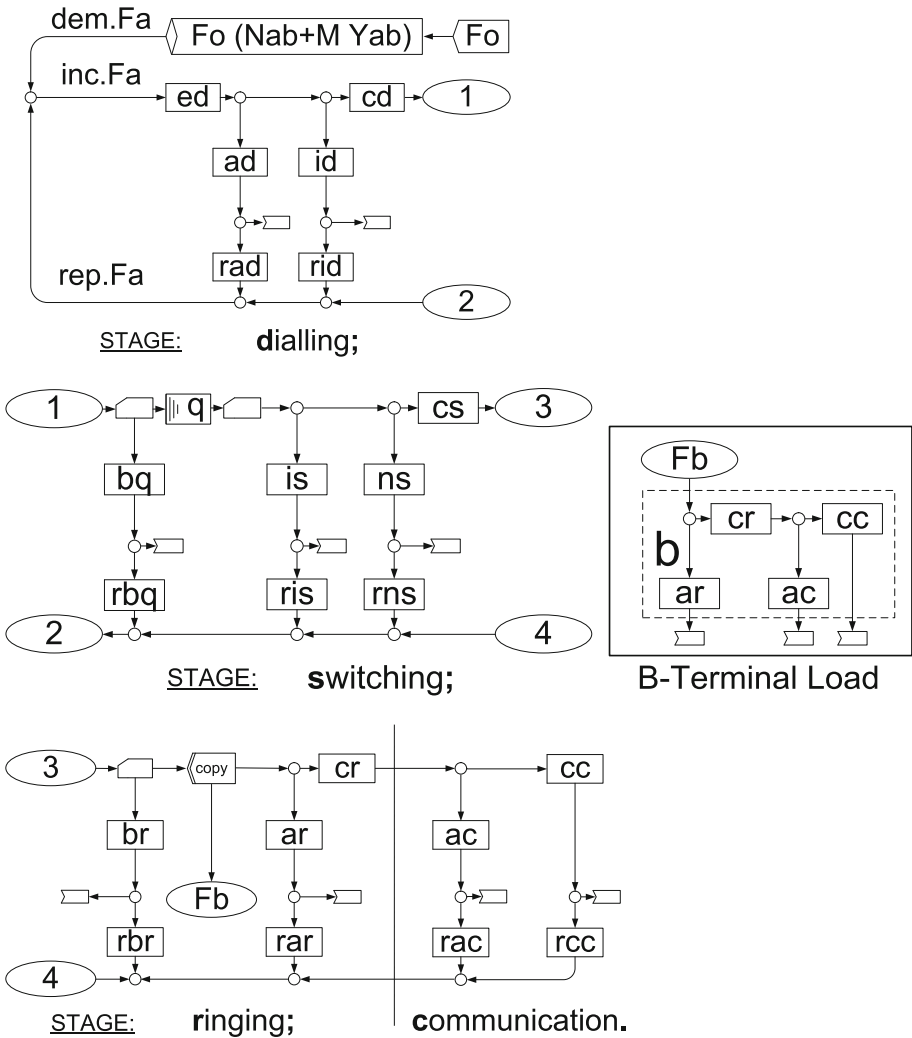 dem.Fa
Fo (Nab+M Yab)
Fo
inc.Fa
ed
cd
1
ad
id
rad
rid
rep.Fa
2
STAGE: dialling;
1
q
cs
3
bq
is
ns
rbq
ris
rns
2
4
STAGE: switching;
Fb
cr
cc
b
ar
ac
B-Terminal Load
3
copy
cr
cc
br
ar
ac
Fb
rbr
rar
rac
rcc
4
STAGE: ringing; communication.